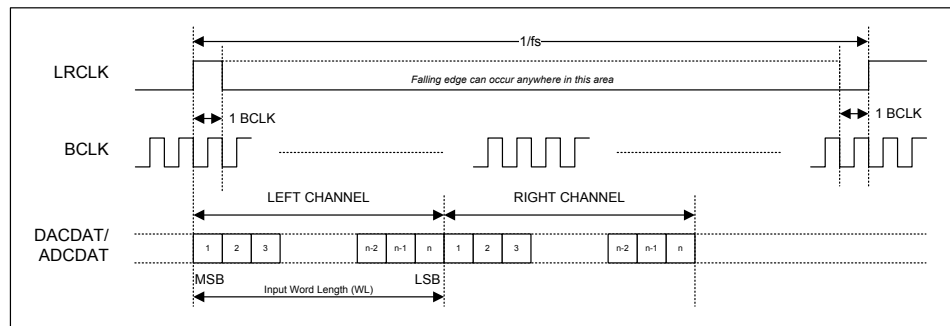 1/fs
LRCLK
Falling edge can occur anywhere in this area
1 BCLK
1 BCLK
BCLK
LEFT CHANNEL
RIGHT CHANNEL
DACDAT/
ADCDAT
1 2 3 n-2 n-1 n 1 2 3 n-2 n-1 n
MSB
LSB
Input Word Length (WL)